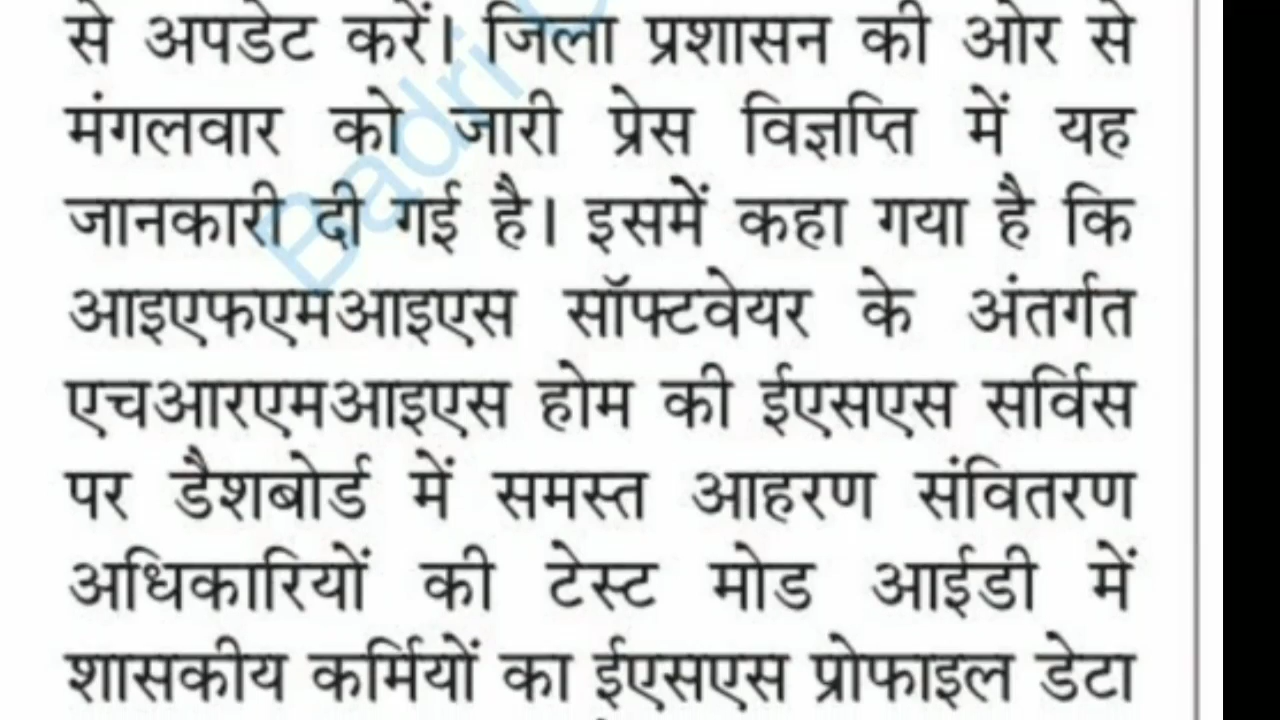 से अपडेट करें। जिला प्रशासन की ओर से
मंगलवार को जारी प्रेस विज्ञप्ति में यह
जानकारी दी गई है। इसमें कहा गया है कि
आइएफएमआइएस सॉफ्टवेयर के अंतर्गत
एचआरएमआइएस होम की ईएसएस सर्विस
पर डैशबोर्ड में समस्त आहरण संवितरण
अधिकारियों की टेस्ट मोड आईडी में
शासकीय कर्मियों का ईएसएस प्रोफाइल डेटा
Badri